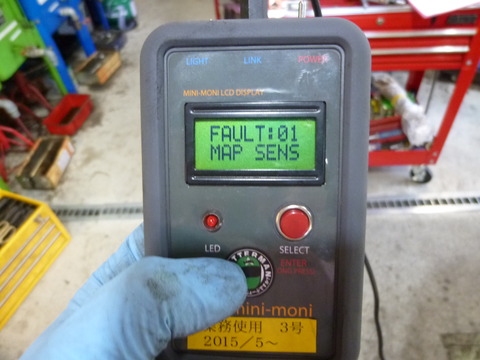 LIGHT LINK POWER
MINI-MONI LCD DISPLAY
FAULT:01
MAP SENS
LED SELECT
mini-moni
業務使用 3号
2015/5～